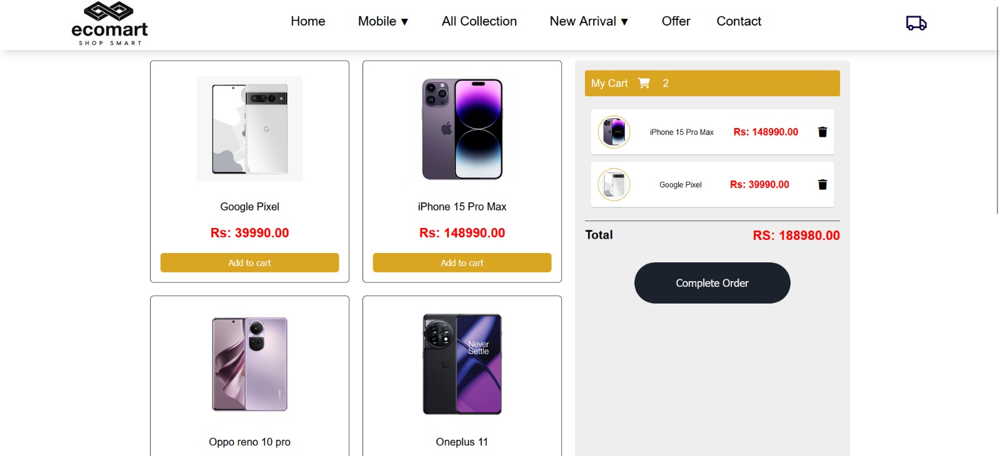 ecomart
SHOP SMART
Home
Mobile ▼
All Collection
New Arrival ▼
Offer
Contact
Google Pixel
Rs: 39990.00
Add to cart
iPhone 15 Pro Max
Rs: 148990.00
Add to cart
Never
Settle
Oppo reno 10 pro
Oneplus 11
My Cart 2
iPhone 15 Pro Max Rs: 148990.00
Google Pixel Rs: 39990.00
Total RS: 188980.00
Complete Order